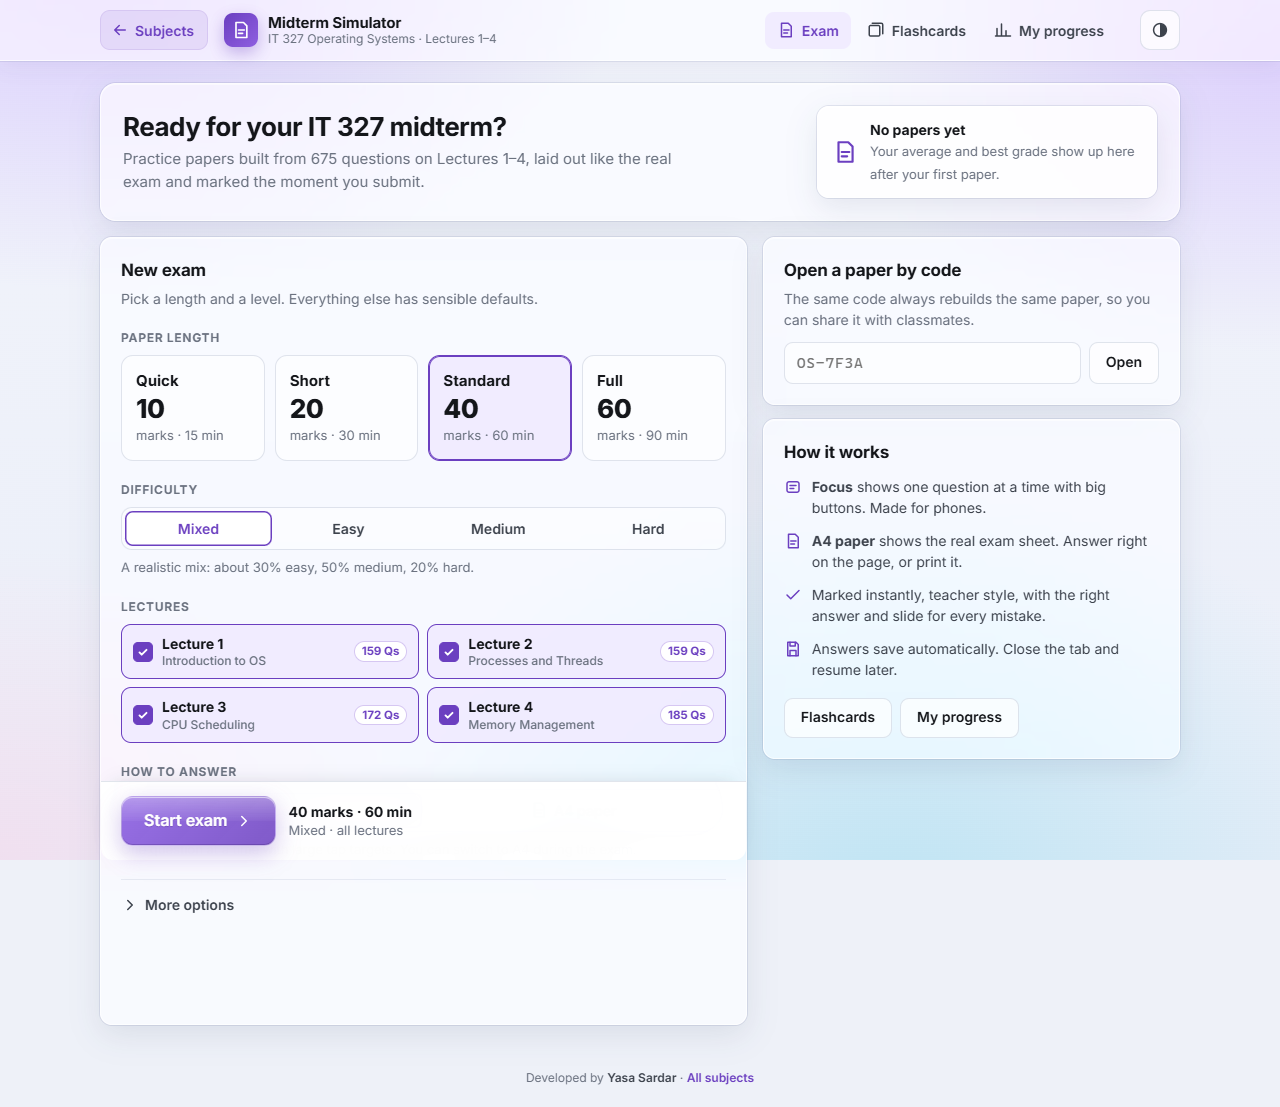 Subjects
Midterm Simulator
IT 327 Operating Systems · Lectures 1–4
Exam
Flashcards
My progress
Ready for your IT 327 midterm?
Practice papers built from 675 questions on Lectures 1–4, laid out like the real
exam and marked the moment you submit.
No papers yet
Your average and best grade show up here
after your first paper.
New exam
Pick a length and a level. Everything else has sensible defaults.
PAPER LENGTH
Quick
10
marks · 15 min
Short
20
marks · 30 min
Standard
40
marks · 60 min
Full
60
marks · 90 min
DIFFICULTY
Mixed
Easy
Medium
Hard
A realistic mix: about 30% easy, 50% medium, 20% hard.
LECTURES
Lecture 1
Introduction to OS
159 Qs
Lecture 2
Processes and Threads
159 Qs
Lecture 3
CPU Scheduling
172 Qs
Lecture 4
Memory Management
185 Qs
HOW TO ANSWER
Start exam
40 marks · 60 min
Mixed · all lectures
More options
Open a paper by code
The same code always rebuilds the same paper, so you
can share it with classmates.
OS-7F3A
Open
How it works
Focus shows one question at a time with big
buttons. Made for phones.
A4 paper shows the real exam sheet. Answer right
on the page, or print it.
Marked instantly, teacher style, with the right
answer and slide for every mistake.
Answers save automatically. Close the tab and
resume later.
Flashcards
My progress
Developed by Yasa Sardar · All subjects